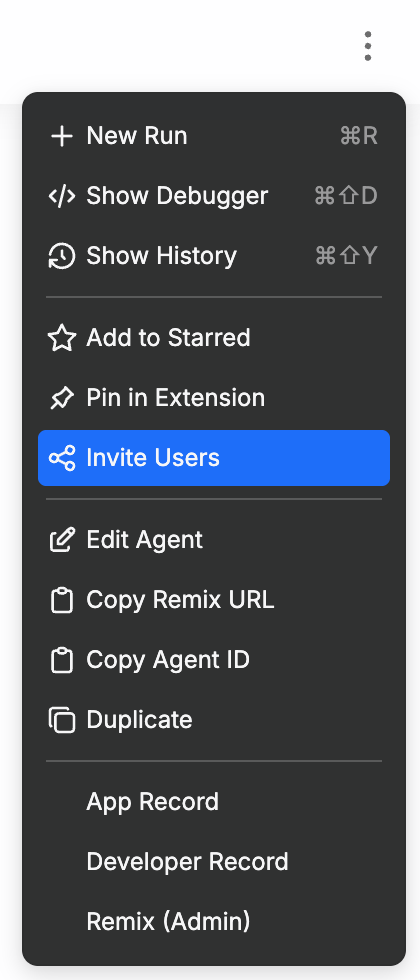 New Run ⌘R
Show Debugger ⌘⇧D
Show History ⌘⇧Y
Add to Starred
Pin in Extension
Invite Users
Edit Agent
Copy Remix URL
Copy Agent ID
Duplicate
App Record
Developer Record
Remix (Admin)